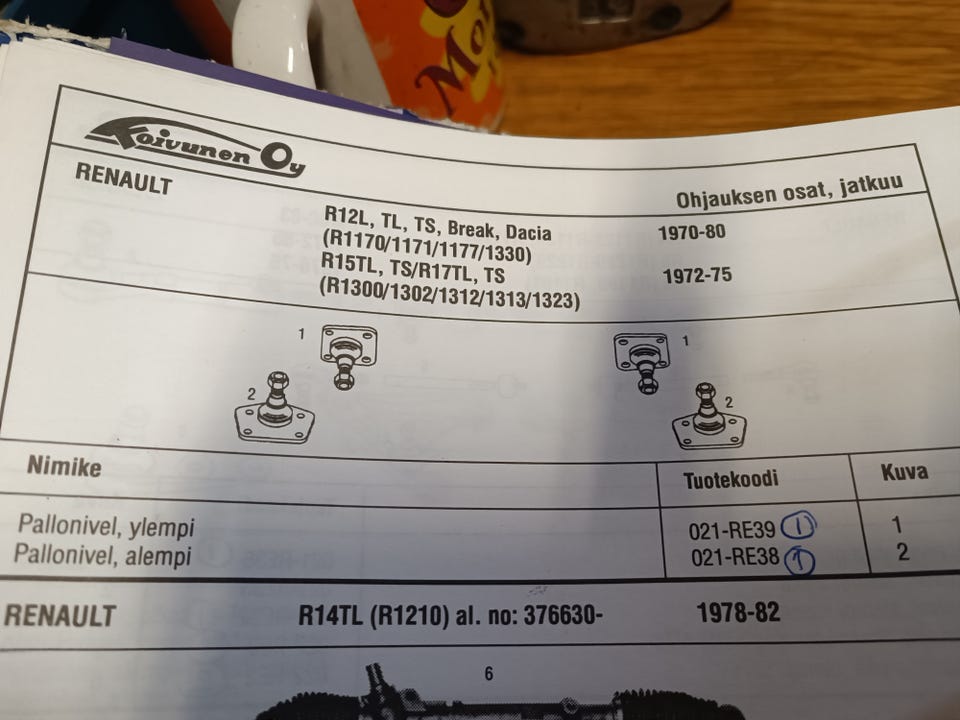 Mo
Koivunen Oy
RENAULT
Ohjauksen osat, jatkuu
R12L, TL, TS, Break, Dacia 1970-80
(R1170/1171/1177/1330)
R15TL, TS/R17TL, TS 1972-75
(R1300/1302/1312/1313/1323)
1 1
2 2
Nimike Tuotekoodi Kuva
Pallonivel, ylempi 021-RE39 1 1
Pallonivel, alempi 021-RE38 1 2
RENAULT R14TL (R1210) al. no: 376630- 1978-82
6